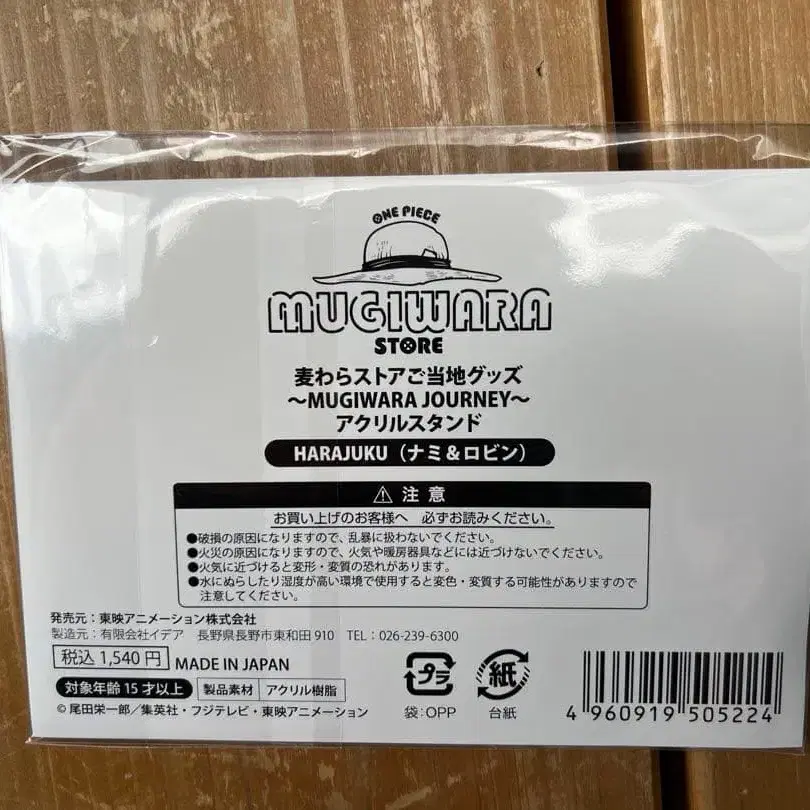 ONE PIECE
MUGIWARA
STORE
麦わらストアご当地グッズ
～MUGIWARA JOURNEY～
アクリルスタンド
HARAJUKU（ナミ＆ロビン）
注意
お買い上げのお客様へ 必ずお読みください。
●破損の原因になりますので、乱暴に扱わないでください。
●火災の原因になりますので、火気や暖房器具などには近づけないでください。
●火気に近づけると変形・変質の恐れがあります。
●水にぬらしたり湿度が高い環境で使用すると変色・変質する可能性がありますので
注意してください。
発売元：東映アニメーション株式会社
製造元：有限会社イデア 長野県長野市東和田 910 TEL：026-239-6300
税込 1,540 円 MADE IN JAPAN
対象年齢 15 才以上 製品素材 アクリル樹脂
© 尾田栄一郎／集英社・フジテレビ・東映アニメーション
プラ
袋：OPP
紙
台紙
4 960919 505224